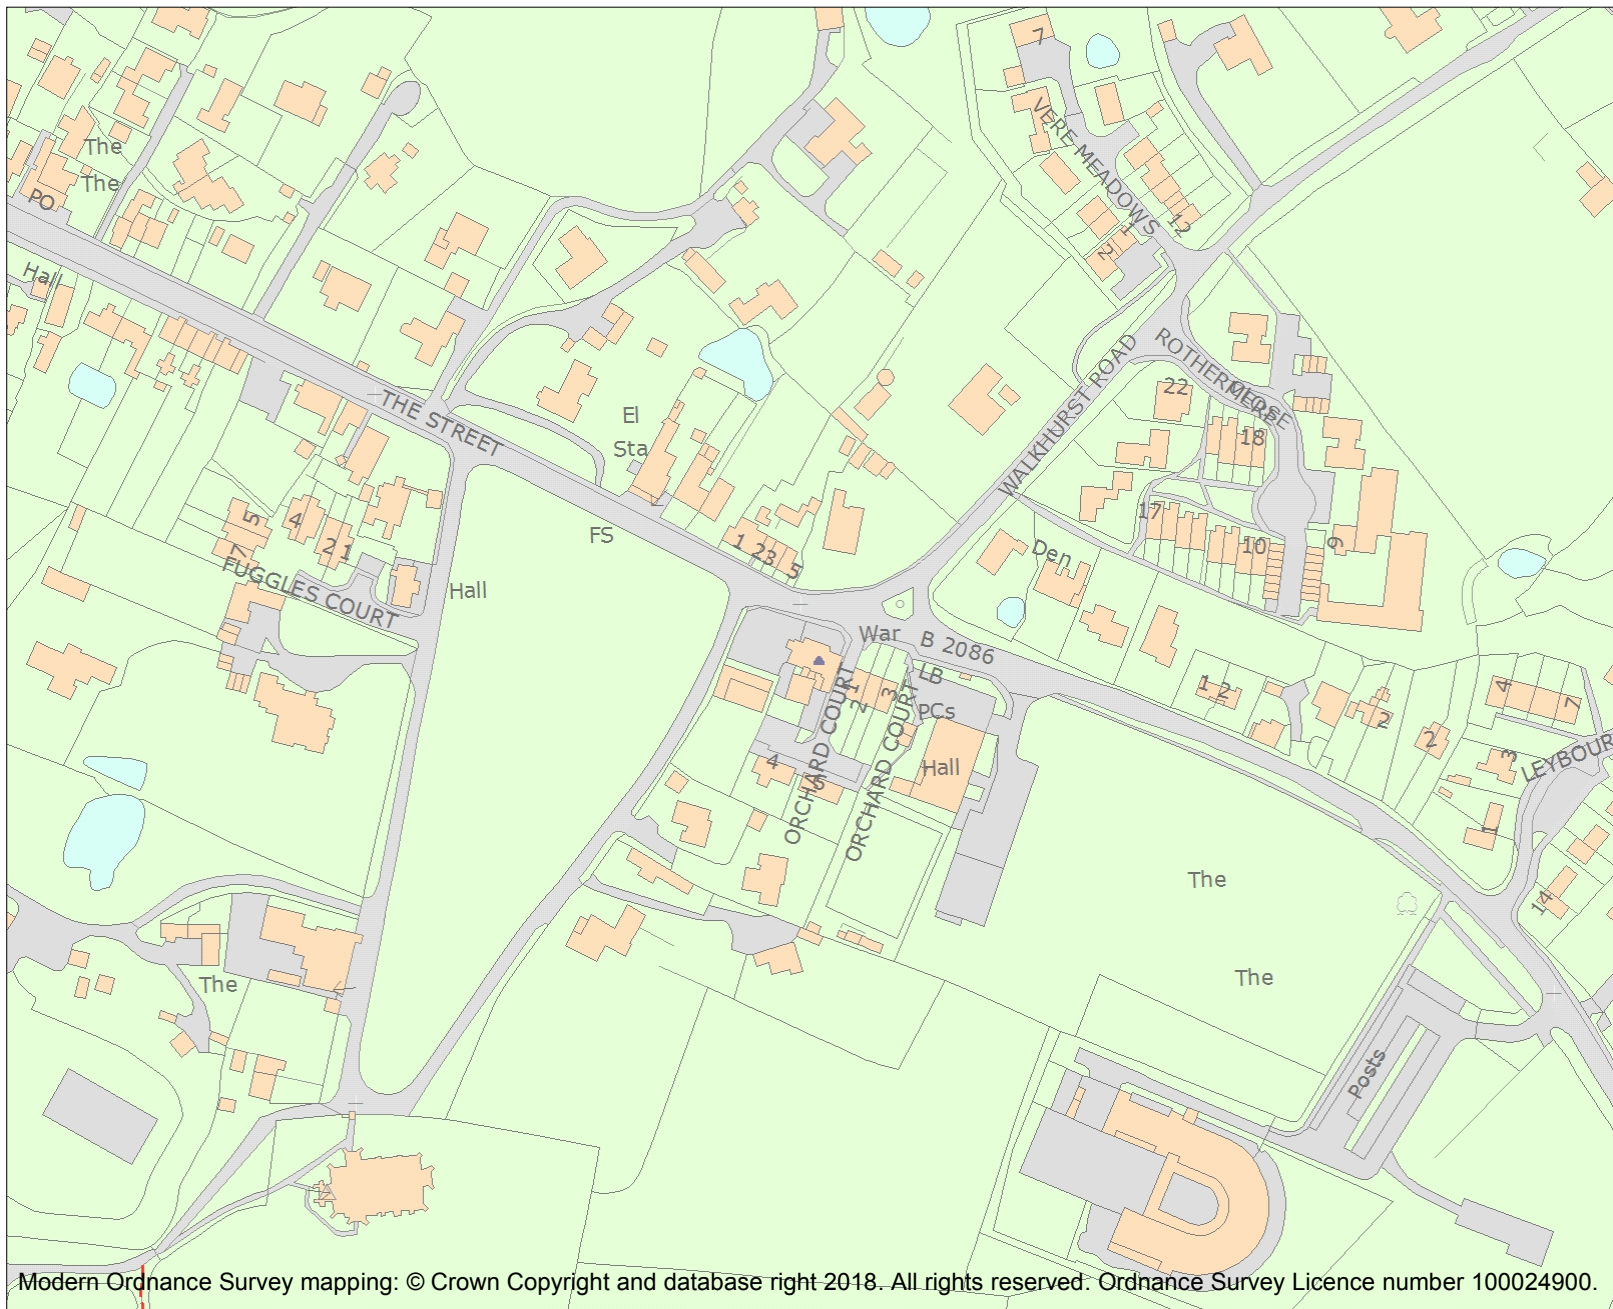 7
VERE MEADOWS
The
The
PO
12
1
2
Hall
THE STREET
WALKHURST ROAD
ROTHERMERE
CLOSE
22
18
El
Sta
17
10
9
FS
1 2
3
5
Den
5
4
2 1
7
FUGGLES COURT
Hall
War
B 2086
LB
PCs
1
2
3
ORCHARD COURT
ORCHARD COURT
Hall
4
5
1 2
2
2
4
7
3
LEYBOUR
1
14
The
The
The
Posts
Modern Ordnance Survey mapping: © Crown Copyright and database right 2018. All rights reserved. Ordnance Survey Licence number 100024900.